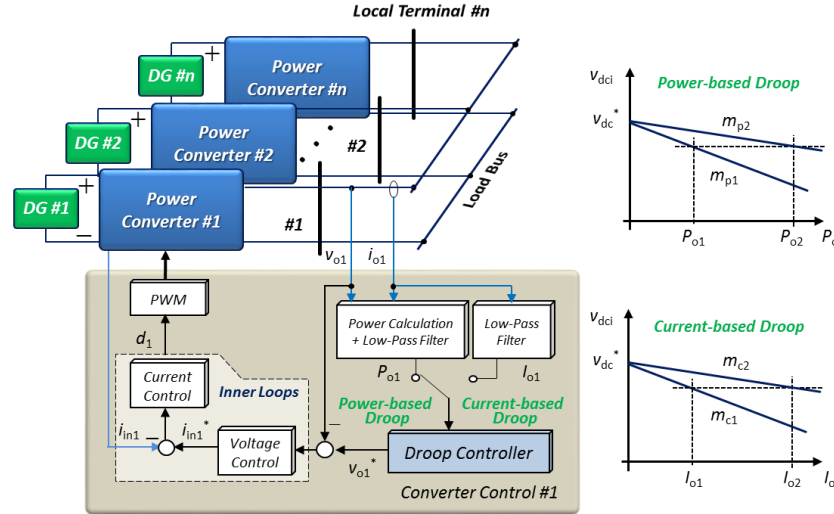 Local Terminal #n
DG #n
+
Power
Converter #n
DG #2
+
Power
Converter #2
#2
DG #1
+
−
Power
Converter #1
#1
Load Bus
v_o1
i_o1
PWM
d_1
Power Calculation
+ Low-Pass Filter
Low-Pass
Filter
P_o1
I_o1
Current
Control
Inner Loops
Power-based
Droop
Current-based
Droop
i_in1
−
i_in1*
Voltage
Control
−
v_o1*
Droop Controller
Converter Control #1
v_dci
Power-based Droop
v_dc*
m_p2
m_p1
P_o1
P_o2
P_o
v_dci
Current-based Droop
v_dc*
m_c2
m_c1
I_o1
I_o2
I_o